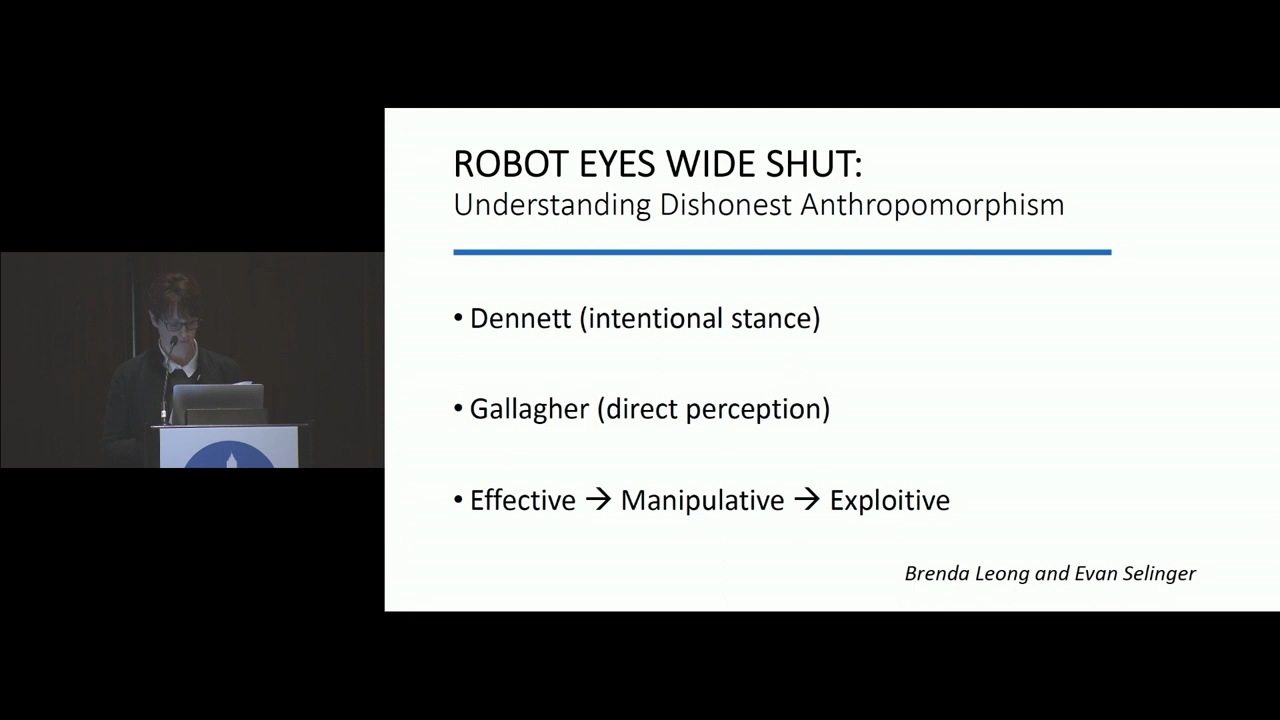 ROBOT EYES WIDE SHUT:
Understanding Dishonest Anthropomorphism
• Dennett (intentional stance)
• Gallagher (direct perception)
• Effective → Manipulative → Exploitive
Brenda Leong and Evan Selinger